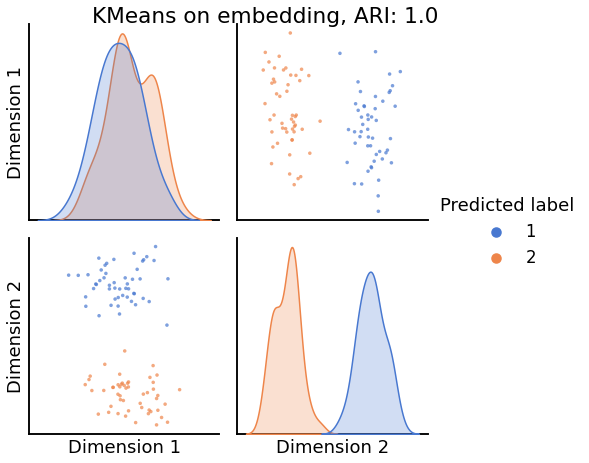 KMeans on embedding, ARI: 1.0
Dimension 1
Predicted label
1
2
Dimension 2
Dimension 1
Dimension 2